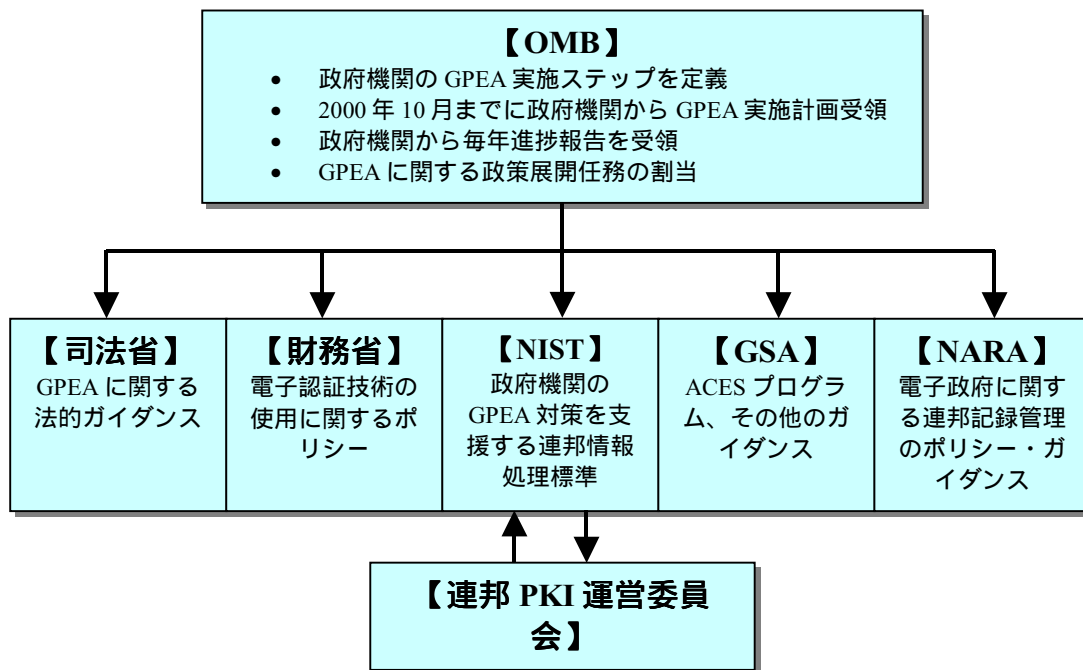 【OMB】
• 政府機関の GPEA 実施ステップを定義
• 2000 年 10 月までに政府機関から GPEA 実施計画受領
• 政府機関から毎年進捗報告を受領
• GPEA に関する政策展開任務の割当
【司法省】
GPEA に関する
法的ガイダンス
【財務省】
電子認証技術の
使用に関するポ
リシー
【NIST】
政府機関の
GPEA 対策を支
援する連邦情報
処理標準
【GSA】
ACES プログラ
ム、その他のガ
イダンス
【NARA】
電子政府に関す
る連邦記録管理
のポリシー・ガ
イダンス
【連邦 PKI 運営委員
会】